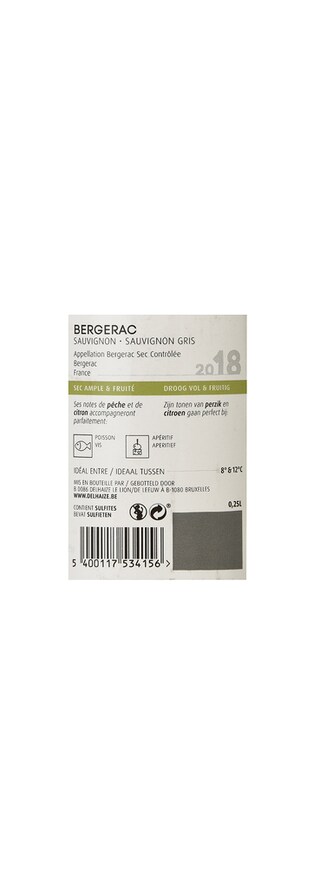 BERGERAC
SAUVIGNON • SAUVIGNON GRIS
Appellation Bergerac Sec Contrôlée
Bergerac
France
2018
SEC AMPLE & FRUITÉ
DROOG VOL & FRUITIG
Ses notes de pêche et de
citron accompagneront
parfaitement:
Zijn tonen van perzik en
citroen gaan perfect bij:
POISSON
VIS
APÉRITIF
APERITIEF
IDÉAL ENTRE / IDEAAL TUSSEN
8° & 12°C
MIS EN BOUTEILLE PAR / GEBOTTELD DOOR
B 0086 DELHAIZE LE LION/DE LEEUW À B-1080 BRUXELLES
WWW.DELHAIZE.BE
CONTIENT SULFITES
BEVAT SULFIETEN
0,25L
5 400117 534156 >